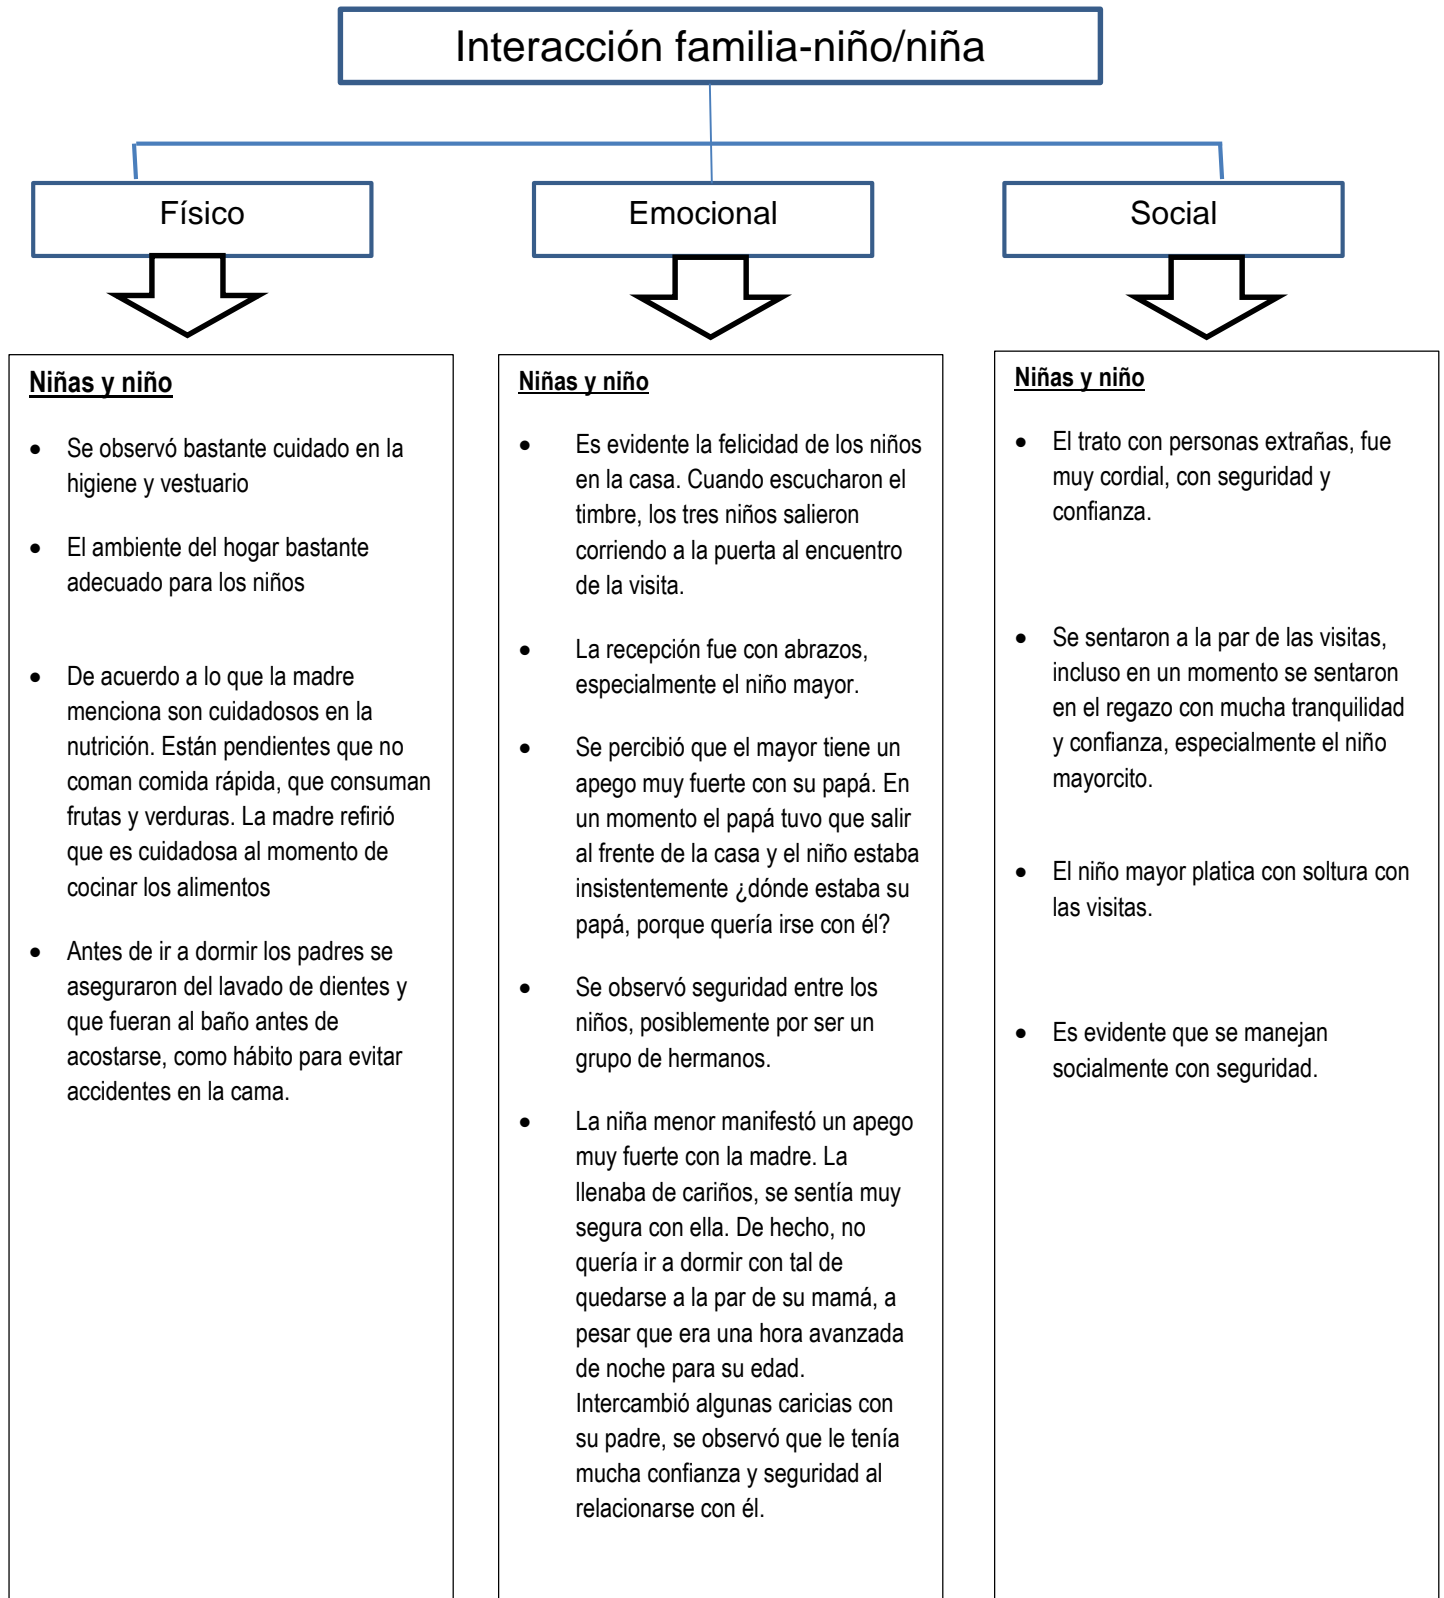 Interacción familia-niño/niña
Físico
Emocional
Social
Niñas y niño
• Se observó bastante cuidado en la
higiene y vestuario
• El ambiente del hogar bastante
adecuado para los niños
• De acuerdo a lo que la madre
menciona son cuidadosos en la
nutrición. Están pendientes que no
coman comida rápida, que consuman
frutas y verduras. La madre refirió
que es cuidadosa al momento de
cocinar los alimentos
• Antes de ir a dormir los padres se
aseguraron del lavado de dientes y
que fueran al baño antes de
acostarse, como hábito para evitar
accidentes en la cama.
Niñas y niño
• Es evidente la felicidad de los niños
en la casa. Cuando escucharon el
timbre, los tres niños salieron
corriendo a la puerta al encuentro
de la visita.
• La recepción fue con abrazos,
especialmente el niño mayor.
• Se percibió que el mayor tiene un
apego muy fuerte con su papá. En
un momento el papá tuvo que salir
al frente de la casa y el niño estaba
insistentemente ¿dónde estaba su
papá, porque quería irse con él?
• Se observó seguridad entre los
niños, posiblemente por ser un
grupo de hermanos.
• La niña menor manifestó un apego
muy fuerte con la madre. La
llenaba de cariños, se sentía muy
segura con ella. De hecho, no
quería ir a dormir con tal de
quedarse a la par de su mamá, a
pesar que era una hora avanzada
de noche para su edad.
Intercambió algunas caricias con
su padre, se observó que le tenía
mucha confianza y seguridad al
relacionarse con él.
Niñas y niño
• El trato con personas extrañas, fue
muy cordial, con seguridad y
confianza.
• Se sentaron a la par de las visitas,
incluso en un momento se sentaron
en el regazo con mucha tranquilidad
y confianza, especialmente el niño
mayorcito.
• El niño mayor platica con soltura con
las visitas.
• Es evidente que se manejan
socialmente con seguridad.